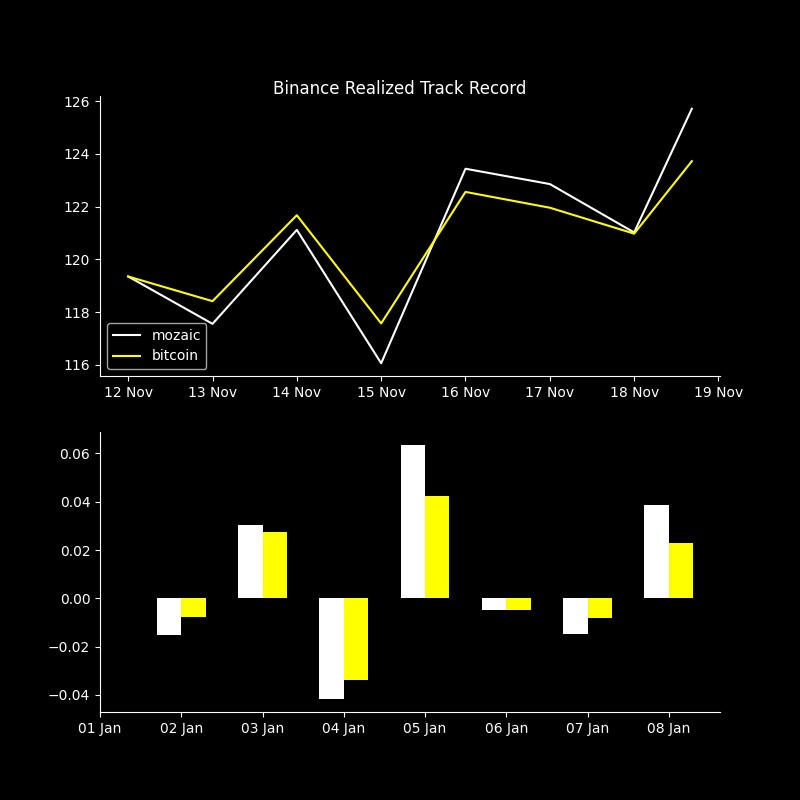 Binance Realized Track Record
126
124
122
120
118
116
mozaic
bitcoin
12 Nov 13 Nov 14 Nov 15 Nov 16 Nov 17 Nov 18 Nov 19 Nov
0.06
0.04
0.02
0.00
−0.02
−0.04
01 Jan 02 Jan 03 Jan 04 Jan 05 Jan 06 Jan 07 Jan 08 Jan